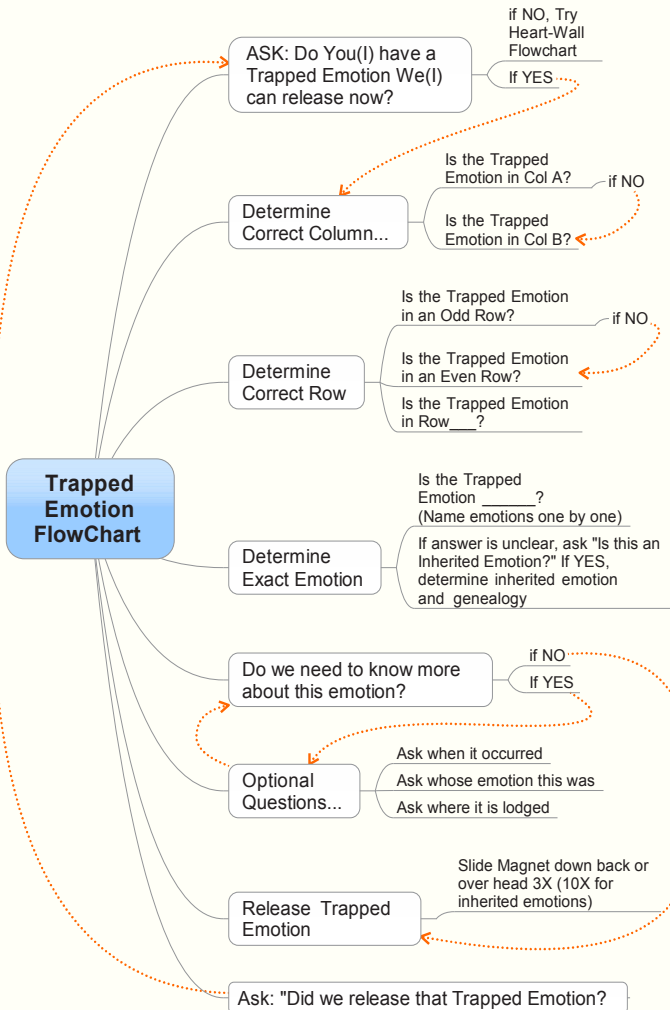 if NO, Try
Heart-Wall
Flowchart
If YES
ASK: Do You(I) have a
Trapped Emotion We(I)
can release now?
Is the Trapped
Emotion in Col A?
if NO
Is the Trapped
Emotion in Col B?
Determine
Correct Column...
Is the Trapped Emotion
in an Odd Row?
if NO
Is the Trapped Emotion
in an Even Row?
Is the Trapped Emotion
in Row___?
Determine
Correct Row
Trapped
Emotion
FlowChart
Is the Trapped
Emotion ______?
(Name emotions one by one)
If answer is unclear, ask "Is this an
Inherited Emotion?" If YES,
determine inherited emotion
and genealogy
Determine
Exact Emotion
Do we need to know more
about this emotion?
if NO
If YES
Optional
Questions...
Ask when it occurred
Ask whose emotion this was
Ask where it is lodged
Slide Magnet down back or
over head 3X (10X for
inherited emotions)
Release Trapped
Emotion
Ask: "Did we release that Trapped Emotion?